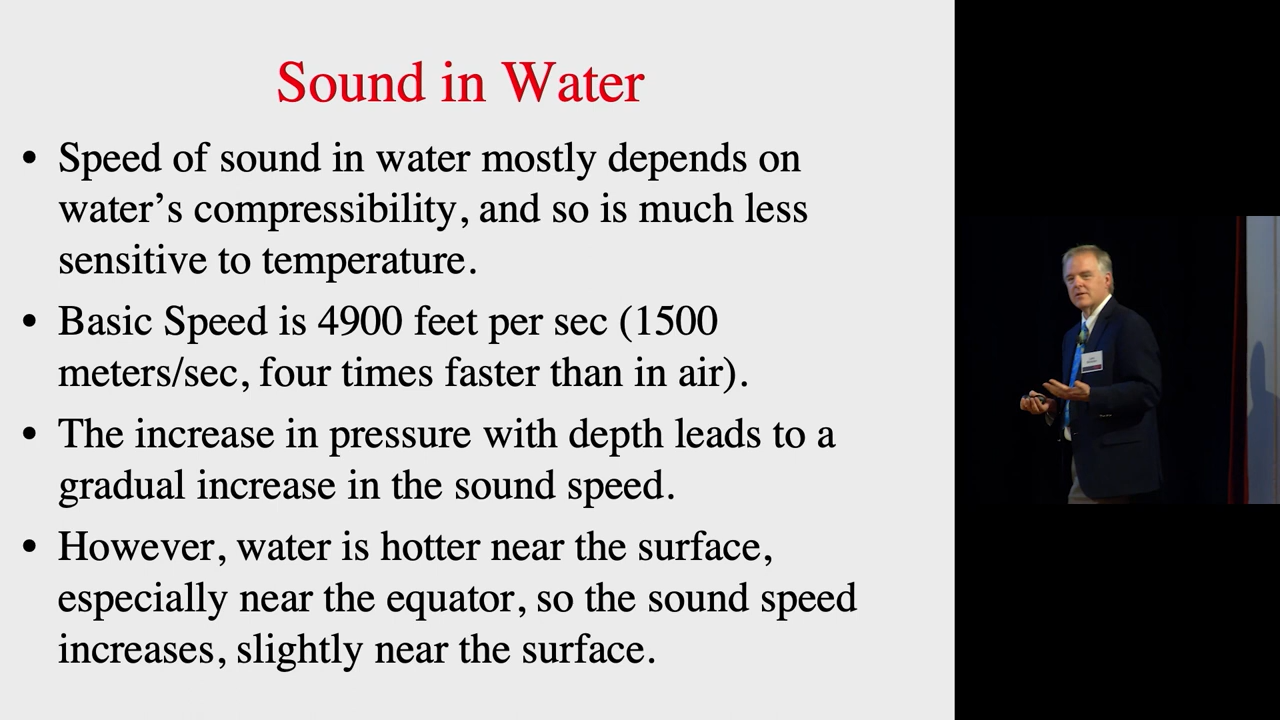 Sound in Water
• Speed of sound in water mostly depends on
water's compressibility, and so is much less
sensitive to temperature.
• Basic Speed is 4900 feet per sec (1500
meters/sec, four times faster than in air).
• The increase in pressure with depth leads to a
gradual increase in the sound speed.
• However, water is hotter near the surface,
especially near the equator, so the sound speed
increases, slightly near the surface.